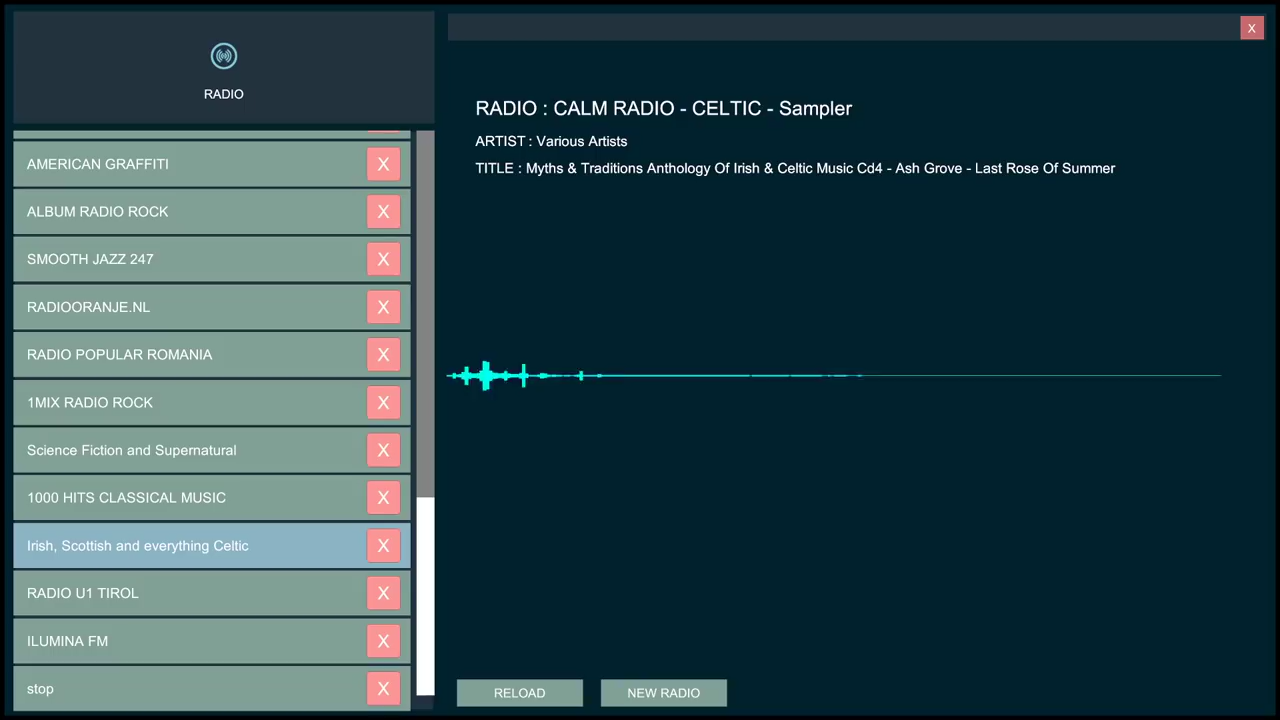 RADIO
AMERICAN GRAFFITI X
ALBUM RADIO ROCK X
SMOOTH JAZZ 247 X
RADIOORANJE.NL X
RADIO POPULAR ROMANIA X
1MIX RADIO ROCK X
Science Fiction and Supernatural X
1000 HITS CLASSICAL MUSIC X
Irish, Scottish and everything Celtic X
RADIO U1 TIROL X
ILUMINA FM X
stop X
X
RADIO : CALM RADIO - CELTIC - Sampler
ARTIST : Various Artists
TITLE : Myths & Traditions Anthology Of Irish & Celtic Music Cd4 - Ash Grove - Last Rose Of Summer
RELOAD NEW RADIO